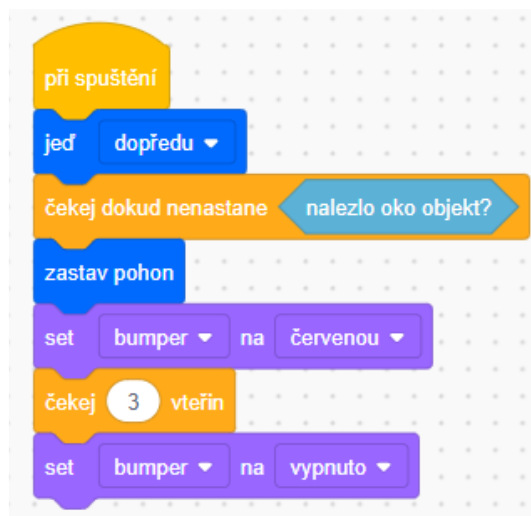 při spuštění
jeď dopředu
čekej dokud nenastane nalezlo oko objekt?
zastav pohon
set bumper na červenou
čekej 3 vteřin
set bumper na vypnuto